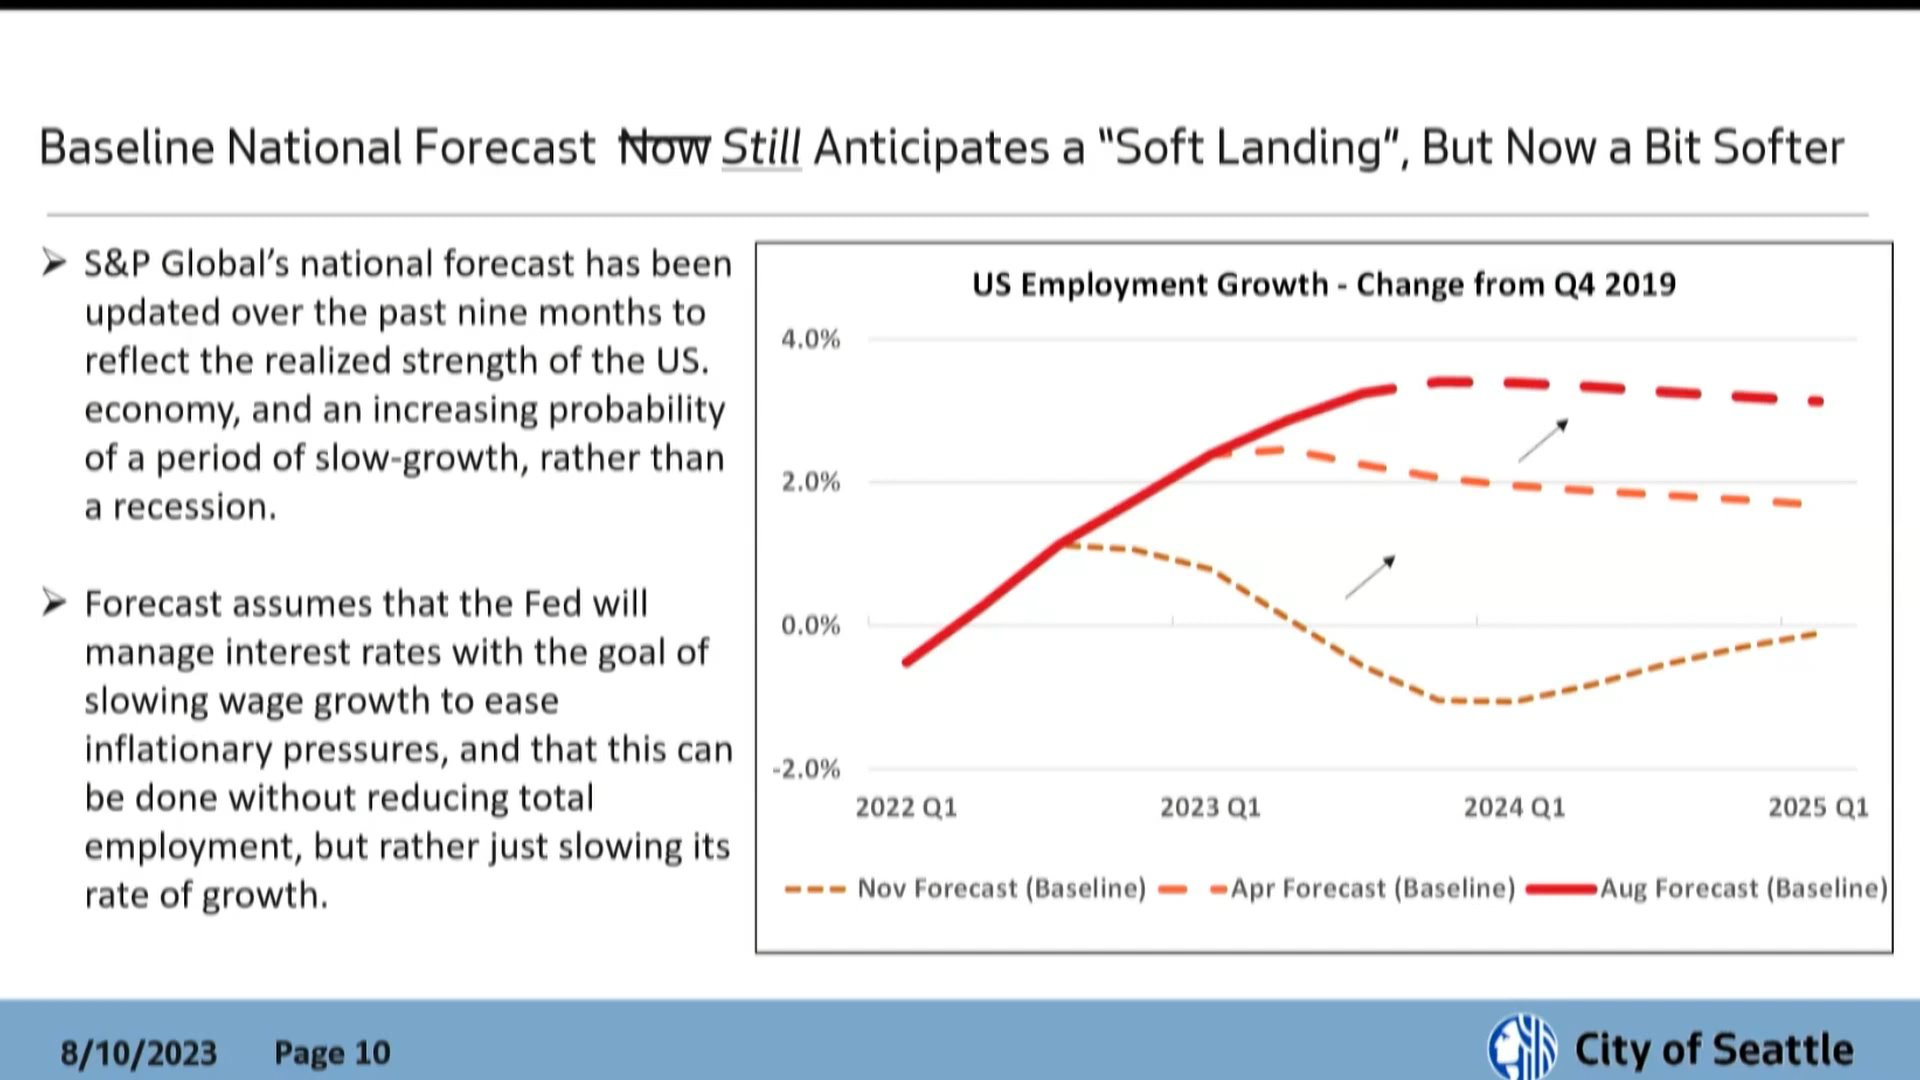 Baseline National Forecast Now Still Anticipates a "Soft Landing", But Now a Bit Softer
➢ S&P Global's national forecast has been
updated over the past nine months to
reflect the realized strength of the US.
economy, and an increasing probability
of a period of slow-growth, rather than
a recession.
➢ Forecast assumes that the Fed will
manage interest rates with the goal of
slowing wage growth to ease
inflationary pressures, and that this can
be done without reducing total
employment, but rather just slowing its
rate of growth.
US Employment Growth - Change from Q4 2019
4.0%
2.0%
0.0%
-2.0%
2022 Q1 2023 Q1 2024 Q1 2025 Q1
Nov Forecast (Baseline) Apr Forecast (Baseline) Aug Forecast (Baseline)
8/10/2023 Page 10 City of Seattle